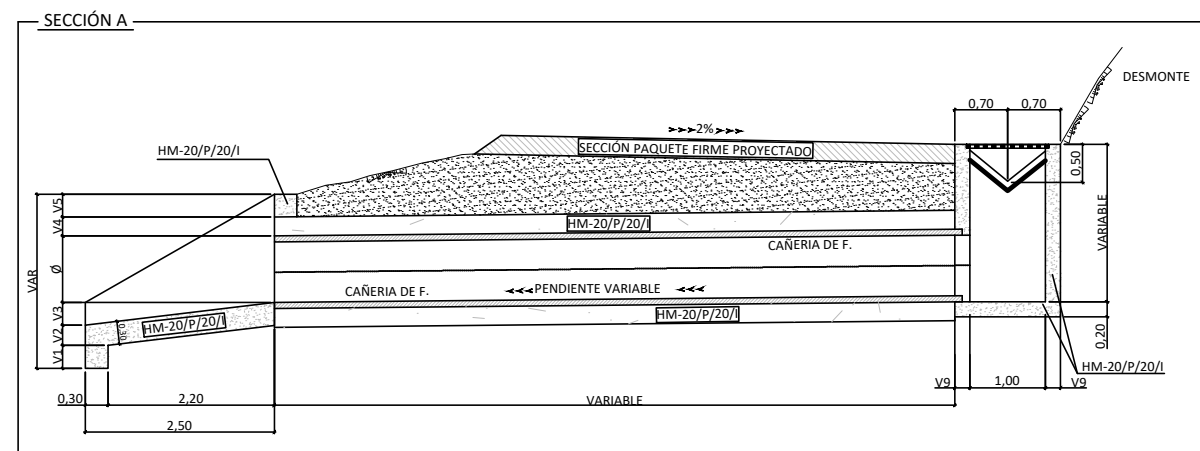 SECCIÓN A
DESMONTE
0,70
0,70
2%
HM-20/P/20/I
SECCIÓN PAQUETE FIRME PROYECTADO
0,50
V5
V4
HM-20/P/20/I
VARIABLE
CAÑERIA DE F.
Ø
VAR
CAÑERIA DE F.
PENDIENTE VARIABLE
V3
HM-20/P/20/I
0,30
HM-20/P/20/I
V2
0,20
V1
HM-20/P/20/I
V9
1,00
V9
0,30
2,20
VARIABLE
2,50